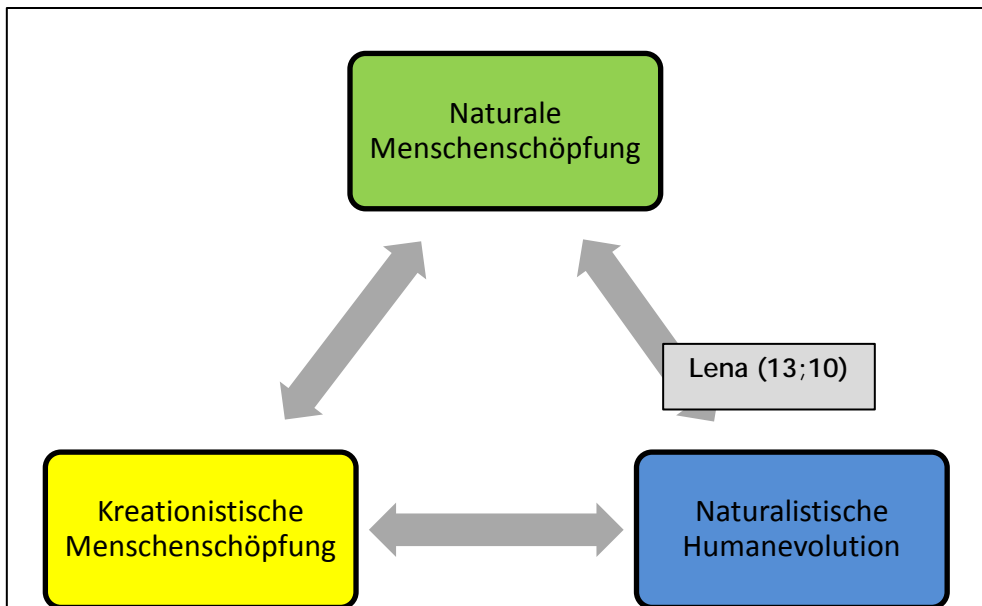 Naturale
Menschenschöpfung
Lena (13;10)
Kreationistische
Menschenschöpfung
Naturalistische
Humanevolution